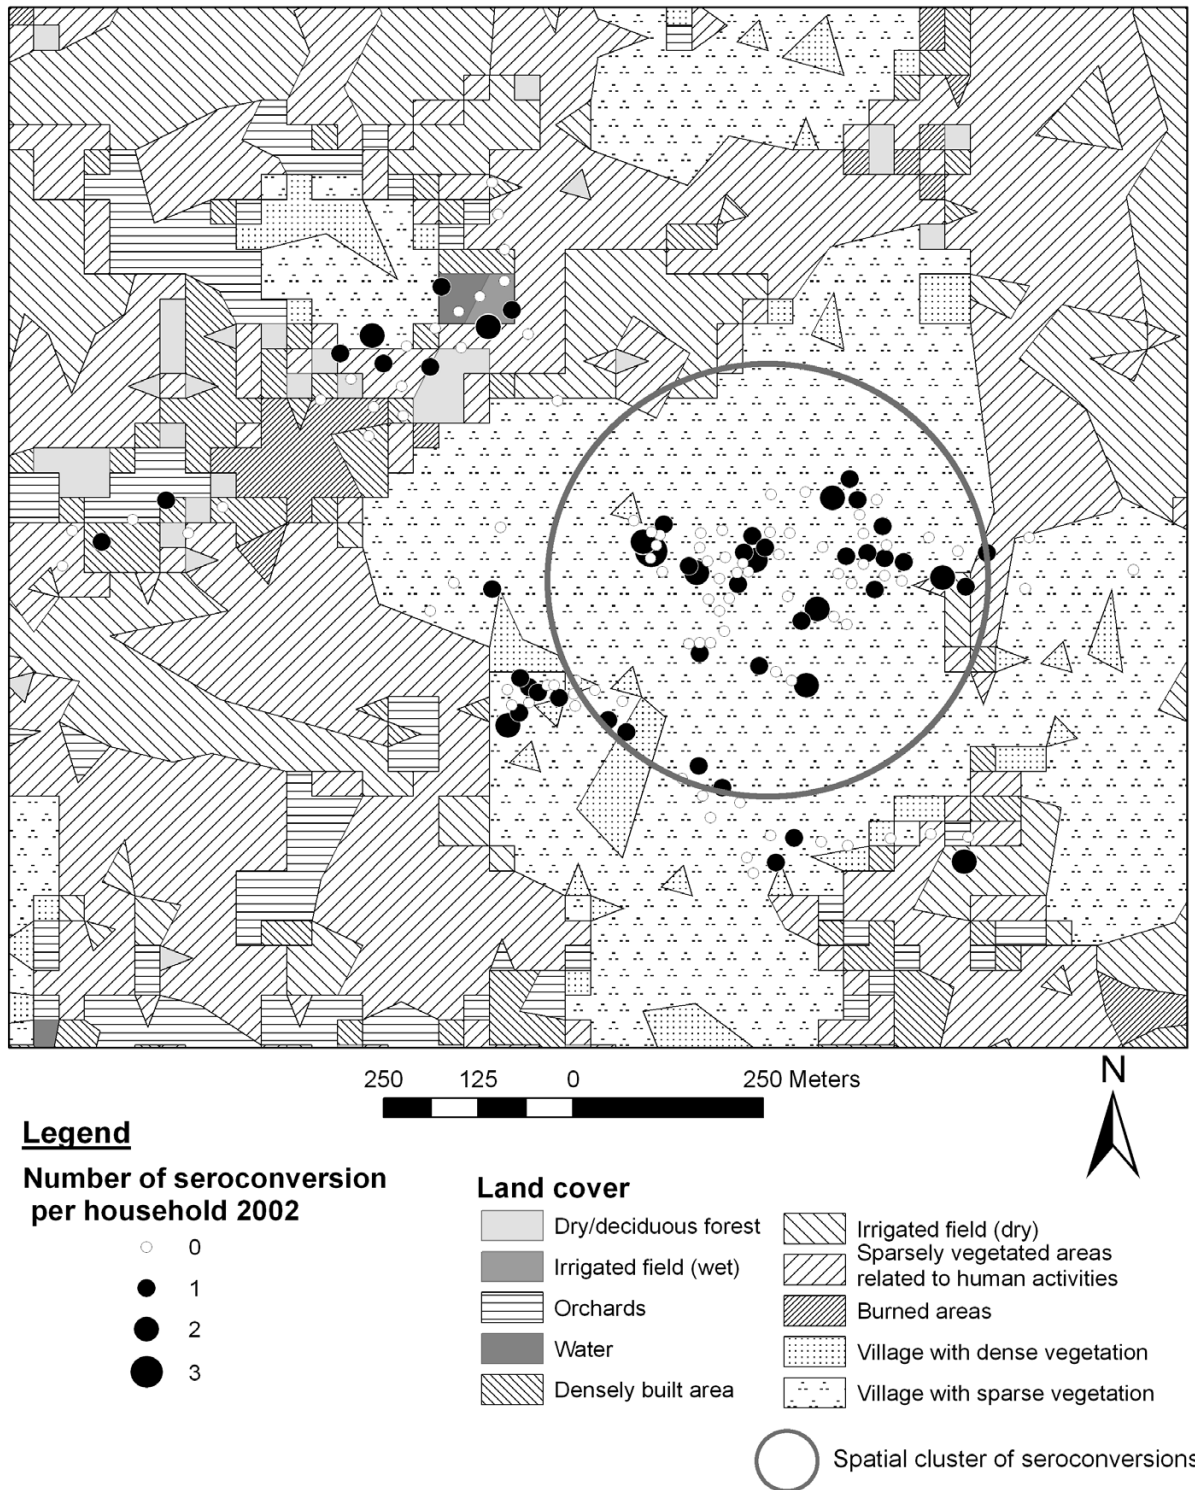 250 125 0 250 Meters
N
Legend
Number of seroconversion
per household 2002
0
1
2
3
Land cover
Dry/deciduous forest
Irrigated field (wet)
Orchards
Water
Densely built area
Irrigated field (dry)
Sparsely vegetated areas
related to human activities
Burned areas
Village with dense vegetation
Village with sparse vegetation
Spatial cluster of seroconversions